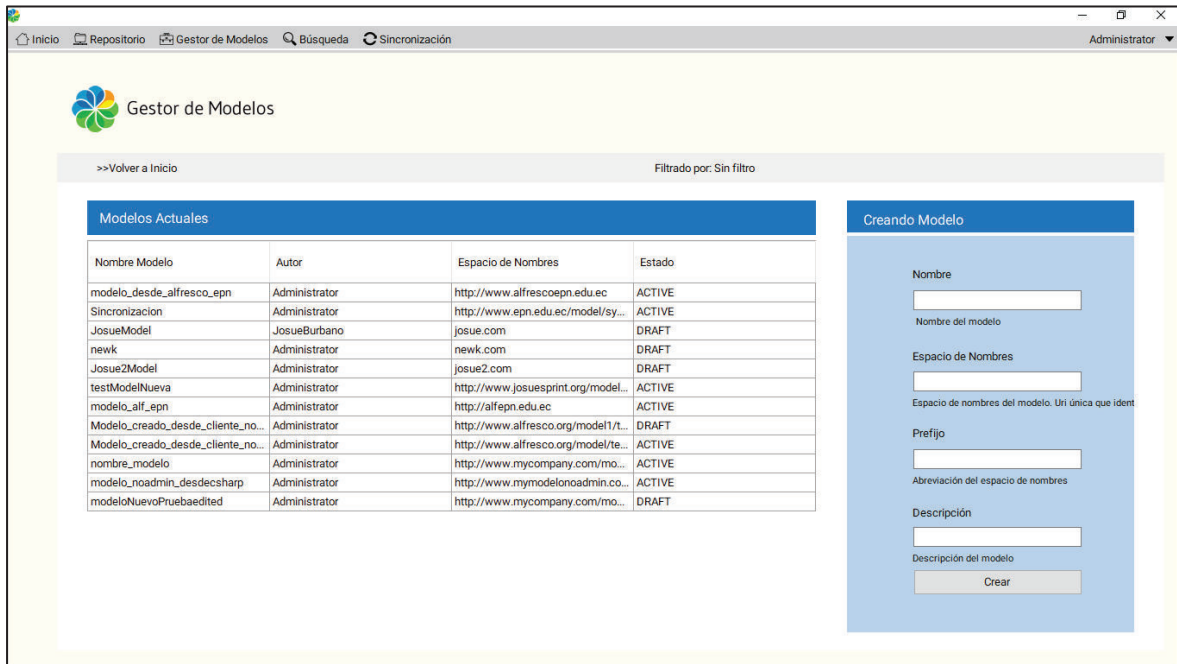 Inicio Repositorio Gestor de Modelos Búsqueda Sincronización Administrator
Gestor de Modelos
>>Volver a Inicio Filtrado por: Sin filtro
Modelos Actuales
Nombre Modelo Autor Espacio de Nombres Estado
modelo_desde_alfresco_epn Administrator http://www.alfrescoepn.edu.ec ACTIVE
Sincronizacion Administrator http://www.epn.edu.ec/model/sy... ACTIVE
JosueModel JosueBurbano josue.com DRAFT
newk Administrator newk.com DRAFT
Josue2Model Administrator josue2.com DRAFT
testModelNueva Administrator http://www.josuesprint.org/model... ACTIVE
modelo_alf_epn Administrator http://alfepn.edu.ec ACTIVE
Modelo_creado_desde_cliente_no... Administrator http://www.alfresco.org/model1/t... DRAFT
Modelo_creado_desde_cliente_no... Administrator http://www.alfresco.org/model/te... ACTIVE
nombre_modelo Administrator http://www.mycompany.com/mo... ACTIVE
modelo_noadmin_desdecsharp Administrator http://www.mymodelonoadmin.co... ACTIVE
modeloNuevoPruebaedited Administrator http://www.mycompany.com/mo... DRAFT
Creando Modelo
Nombre
Nombre del modelo
Espacio de Nombres
Espacio de nombres del modelo. Uri única que ident
Prefijo
Abreviación del espacio de nombres
Descripción
Descripción del modelo
Crear